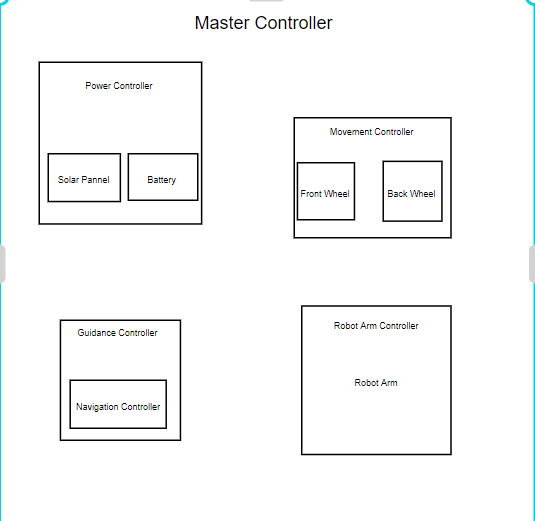 Master Controller
Power Controller
Solar Pannel
Battery
Movement Controller
Front Wheel
Back Wheel
Guidance Controller
Navigation Controller
Robot Arm Controller
Robot Arm